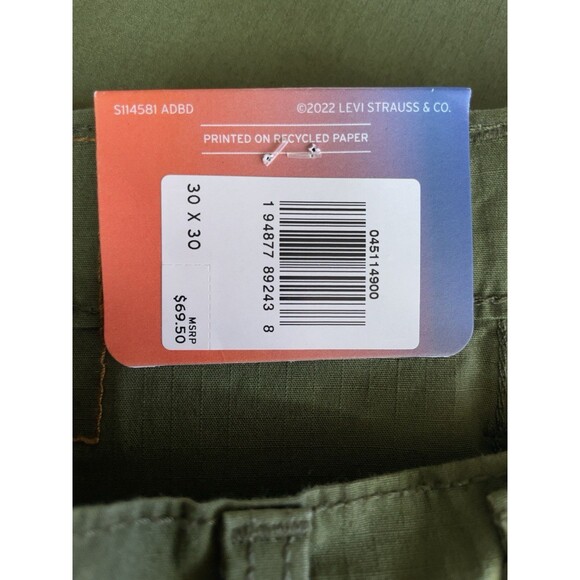 S114581 ADBD
©2022 LEVI STRAUSS & CO.
PRINTED ON RECYCLED PAPER
045114900
1 94877 89243 8
30 X 30
MSRP
$69.50